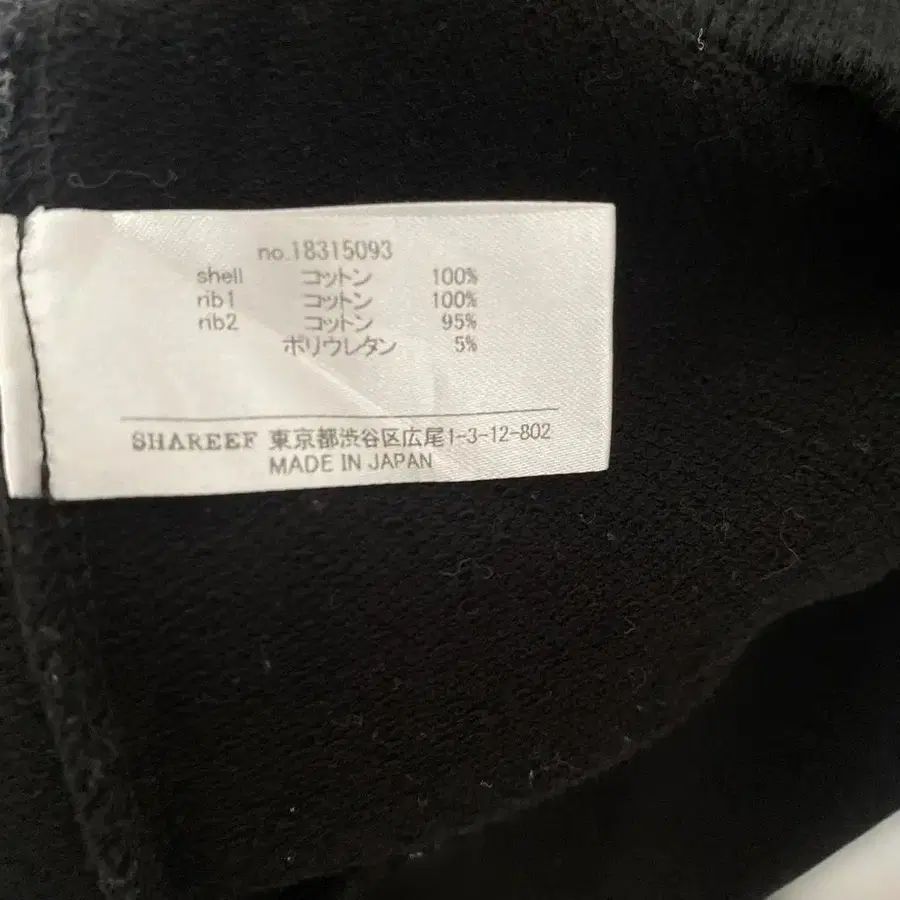 no.18315093
shell コットン 100%
rib1 コットン 100%
rib2 コットン 95%
ポリウレタン 5%
SHAREEF 東京都渋谷区広尾1-3-12-802
MADE IN JAPAN